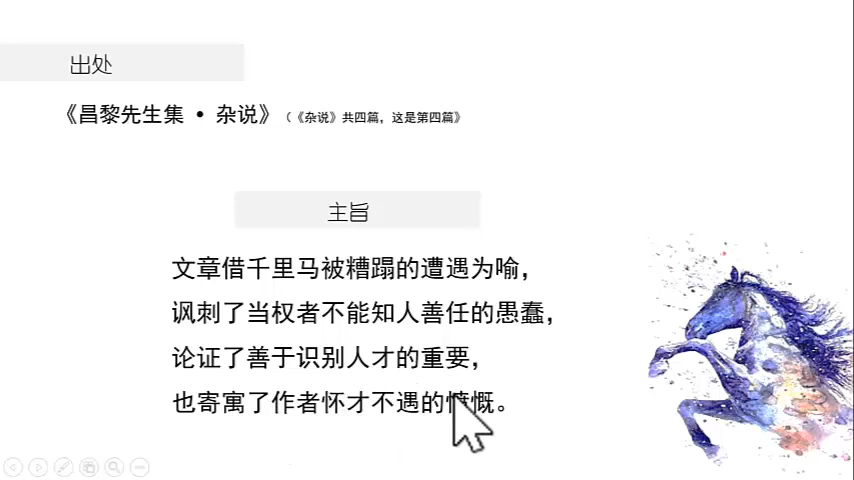 出处
《昌黎先生集 • 杂说》（《杂说》共四篇，这是第四篇》
主旨
文章借千里马被糟蹋的遭遇为喻，
讽刺了当权者不能知人善任的愚蠢，
论证了善于识别人才的重要，
也寄寓了作者怀才不遇的慷慨。